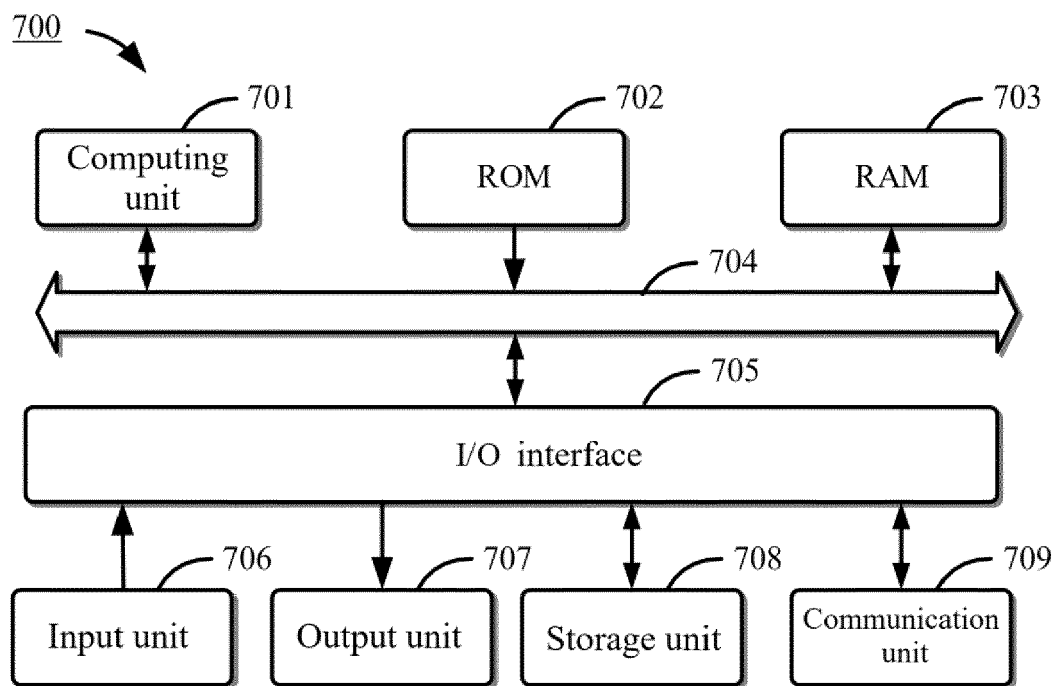 700
701
702
703
Computing
unit
ROM
RAM
704
705
I/O interface
706
707
708
709
Input unit
Output unit
Storage unit
Communication
unit